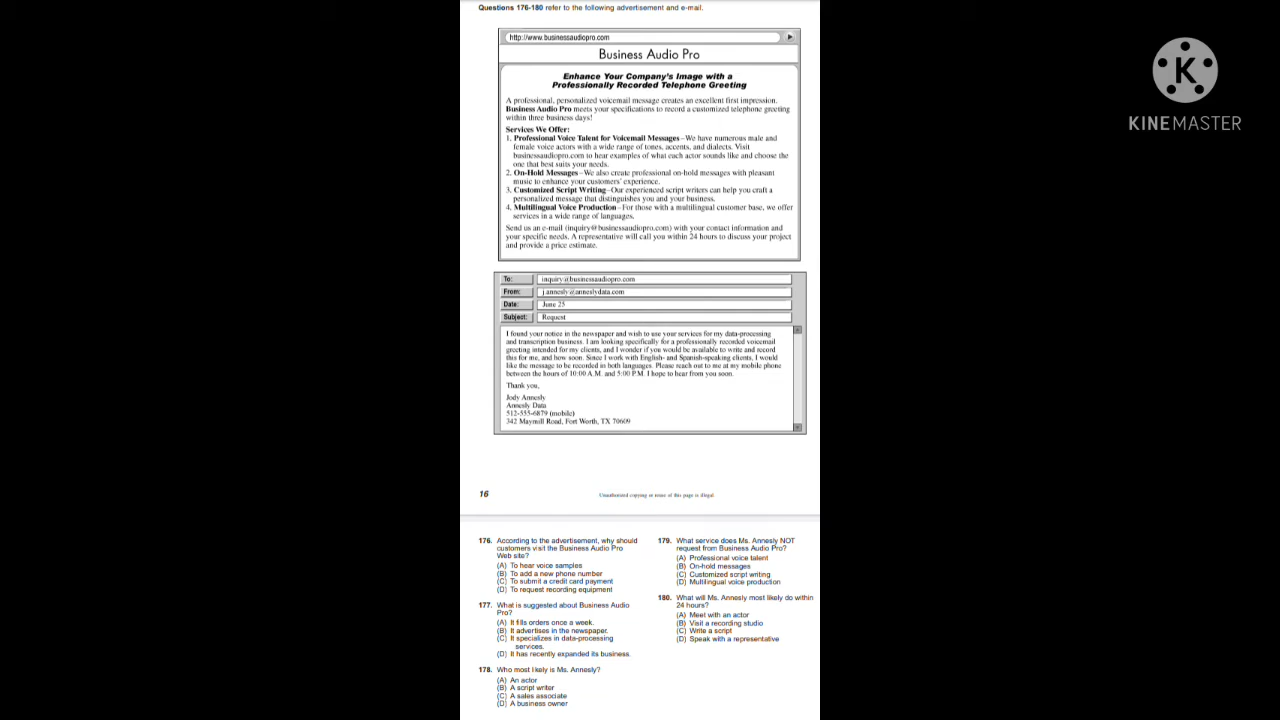 Questions 176-180 refer to the following advertisement and e-mail.
http://www.businessaudiopro.com
Business Audio Pro
Enhance Your Company's Image with a
Professionally Recorded Telephone Greeting
A professional, personalized voicemail message creates an excellent first impression.
Business Audio Pro meets your specifications to record a customized telephone greeting
within three business days!
Services We Offer:
1. Professional Voice Talent for Voicemail Messages–We have numerous male and
female voice actors with a wide range of tones, accents, and dialects. Visit
businessaudiopro.com to hear examples of what each actor sounds like and choose the
one that best suits your needs.
2. On-Hold Messages–We also create professional on-hold messages with pleasant
music to enhance your customers' experience.
3. Customized Script Writing–Our experienced script writers can help you craft a
personalized message that distinguishes you and your business.
4. Multilingual Voice Production–For those with a multilingual customer base, we offer
services in a wide range of languages.
Send us an e-mail (inquiry@businessaudiopro.com) with your contact information and
your specific needs. A representative will call you within 24 hours to discuss your project
and provide a price estimate.
To: inquiry@businessaudiopro.com
From: j.annesly@anneslydata.com
Date: June 25
Subject: Request
I found your notice in the newspaper and wish to use your services for my data-processing
and transcription business. I am looking specifically for a professionally recorded voicemail
greeting intended for my clients, and I wonder if you would be available to write and record
this for me, and how soon. Since I work with English- and Spanish-speaking clients, I would
like the message to be recorded in both languages. Please reach out to me at my mobile phone
between the hours of 10:00 A.M. and 5:00 P.M. I hope to hear from you soon.
Thank you,
Jody Annesly
Annesly Data
512-555-6879 (mobile)
342 Maymill Road, Fort Worth, TX 70609
16
Unauthorized copying or reuse of this page is illegal.
176. According to the advertisement, why should
customers visit the Business Audio Pro
Web site?
(A) To hear voice samples
(B) To add a new phone number
(C) To submit a credit card payment
(D) To request recording equipment
177. What is suggested about Business Audio
Pro?
(A) It fills orders once a week.
(B) It advertises in the newspaper.
(C) It specializes in data-processing
services.
(D) It has recently expanded its business.
178. Who most likely is Ms. Annesly?
(A) An actor
(B) A script writer
(C) A sales associate
(D) A business owner
179. What service does Ms. Annesly NOT
request from Business Audio Pro?
(A) Professional voice talent
(B) On-hold messages
(C) Customized script writing
(D) Multilingual voice production
180. What will Ms. Annesly most likely do within
24 hours?
(A) Meet with an actor
(B) Visit a recording studio
(C) Write a script
(D) Speak with a representative
K
KINEMASTER